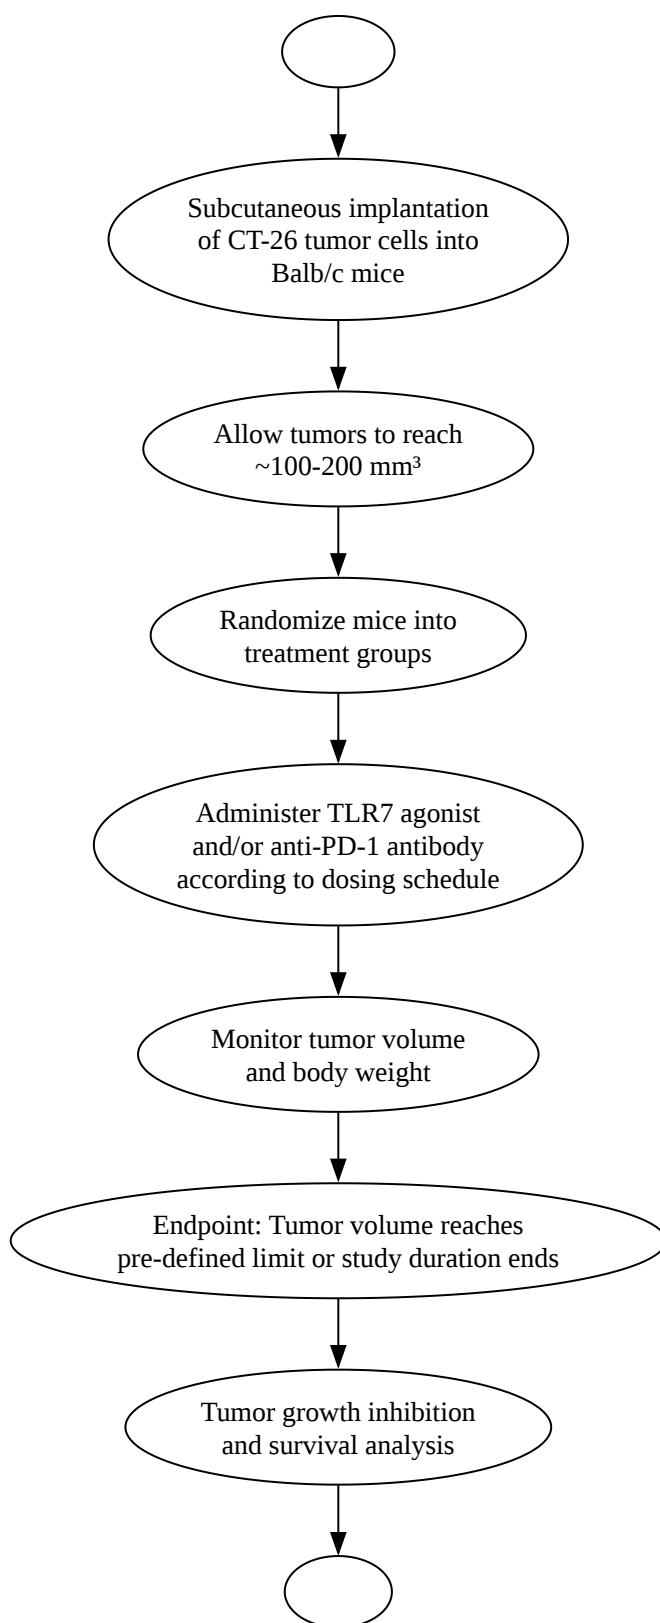 Subcutaneous implantation
of CT-26 tumor cells into
Balb/c mice
Allow tumors to reach
~100-200 mm³
Randomize mice into
treatment groups
Administer TLR7 agonist
and/or anti-PD-1 antibody
according to dosing schedule
Monitor tumor volume
and body weight
Endpoint: Tumor volume reaches
pre-defined limit or study duration ends
Tumor growth inhibition
and survival analysis